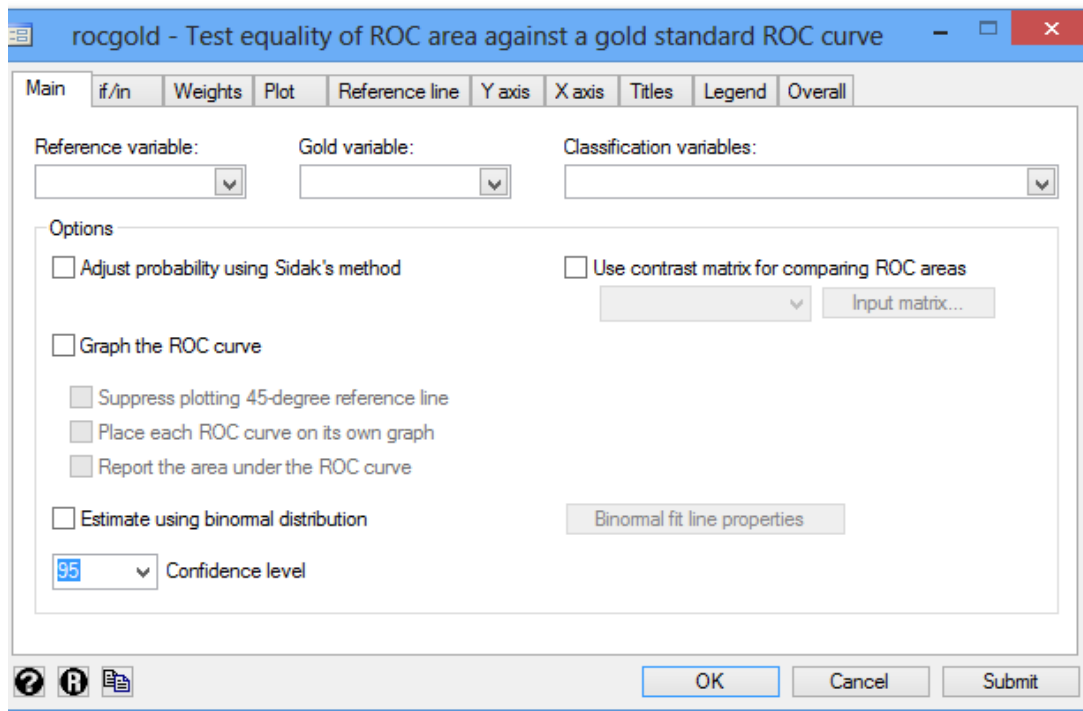 rocgold - Test equality of ROC area against a gold standard ROC curve
Main if/in Weights Plot Reference line Y axis X axis Titles Legend Overall
Reference variable: Gold variable: Classification variables:
Options
Adjust probability using Sidak's method Use contrast matrix for comparing ROC areas
Input matrix...
Graph the ROC curve
Suppress plotting 45-degree reference line
Place each ROC curve on its own graph
Report the area under the ROC curve
Estimate using binormal distribution Binormal fit line properties
95 Confidence level
? R OK Cancel Submit